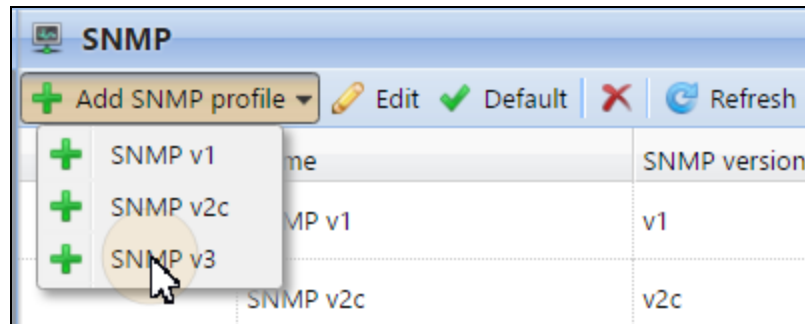 SNMP
Add SNMP profile Edit Default Refresh
SNMP v1
SNMP v2c
SNMP v3
me SNMP version
MP v1 v1
SNMP v2c v2c